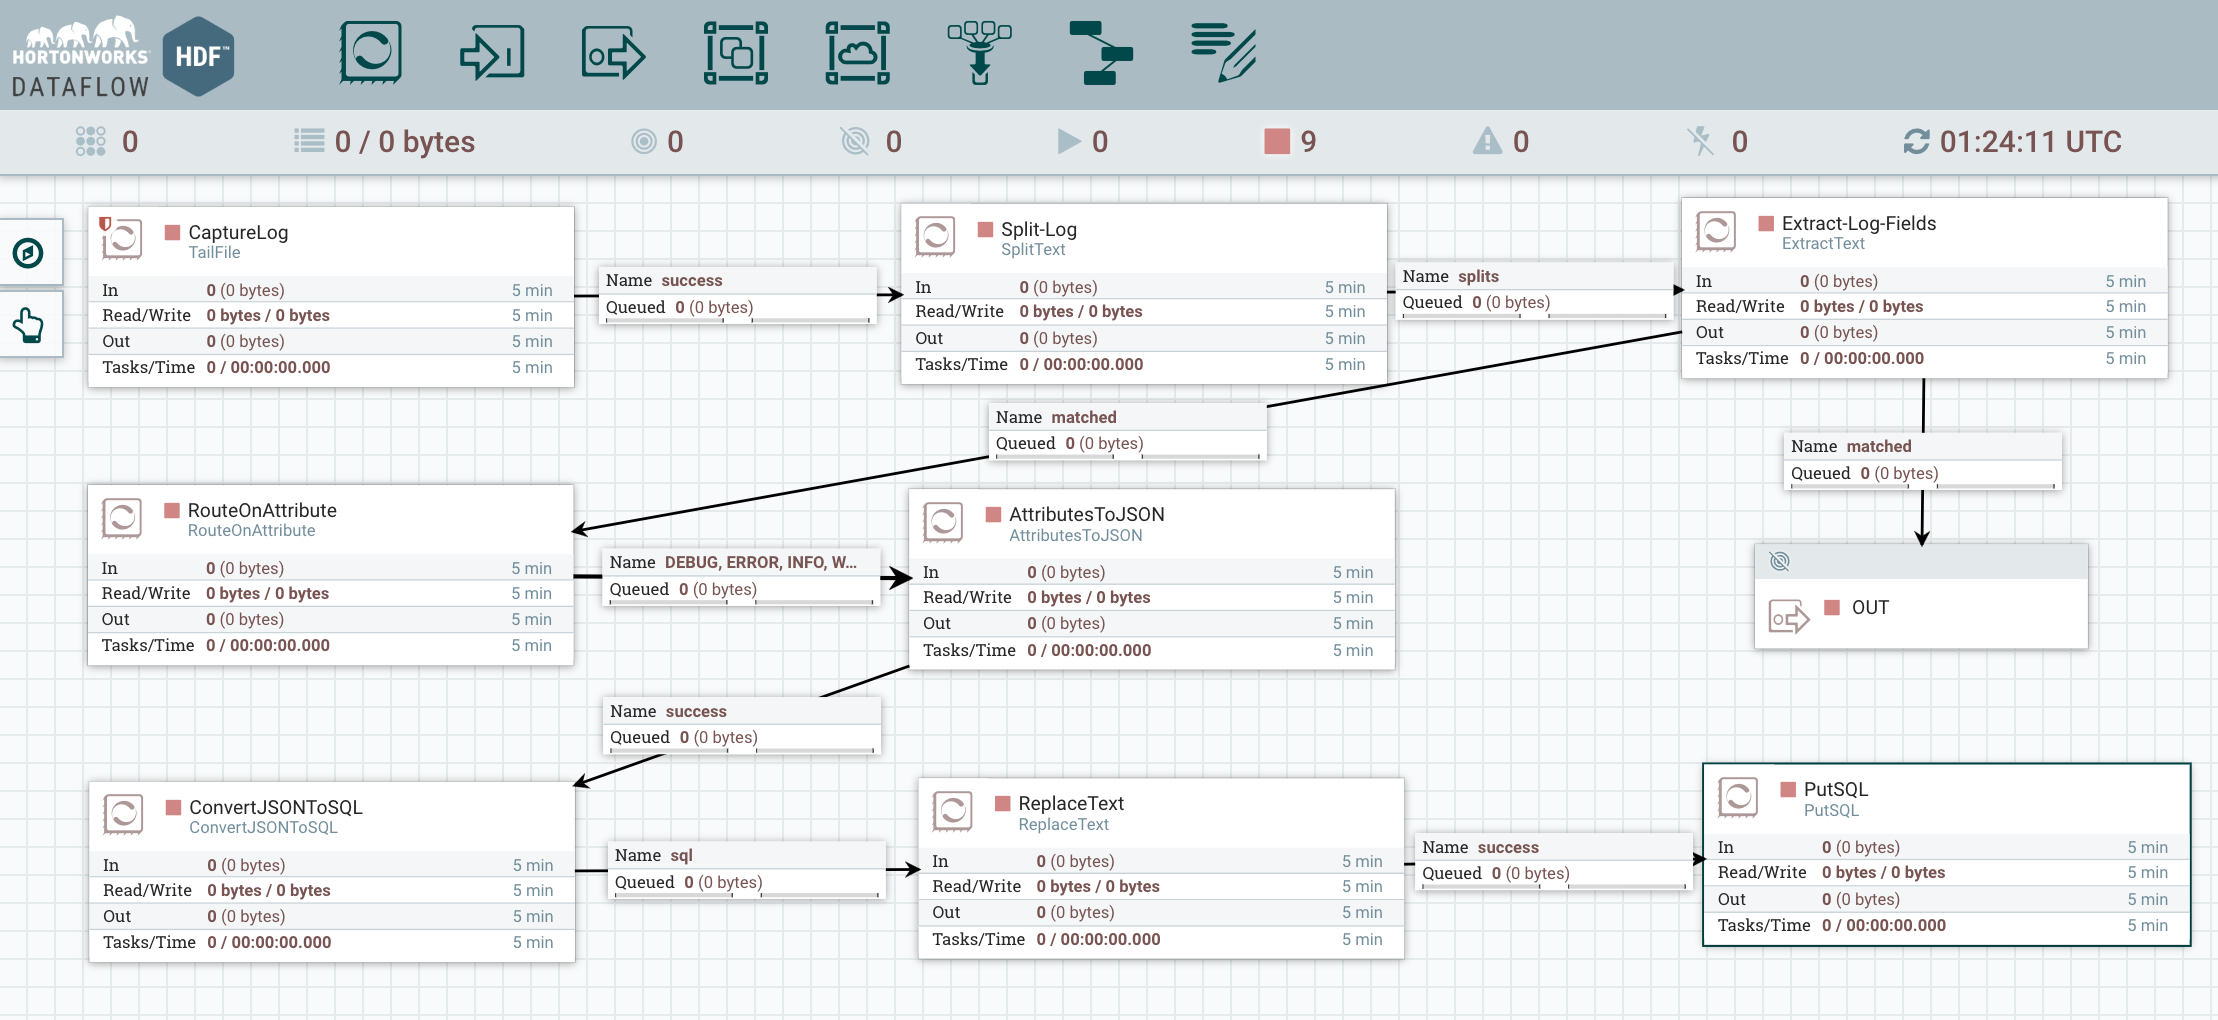 HORTONWORKS
DATAFLOW
HDF™
0
0 / 0 bytes
0
0
0
9
0
0
01:24:11 UTC
CaptureLog
TailFile
In 0 (0 bytes) 5 min
Read/Write 0 bytes / 0 bytes 5 min
Out 0 (0 bytes) 5 min
Tasks/Time 0 / 00:00:00.000 5 min
Name success
Queued 0 (0 bytes)
Split-Log
SplitText
In 0 (0 bytes) 5 min
Read/Write 0 bytes / 0 bytes 5 min
Out 0 (0 bytes) 5 min
Tasks/Time 0 / 00:00:00.000 5 min
Name splits
Queued 0 (0 bytes)
Extract-Log-Fields
ExtractText
In 0 (0 bytes) 5 min
Read/Write 0 bytes / 0 bytes 5 min
Out 0 (0 bytes) 5 min
Tasks/Time 0 / 00:00:00.000 5 min
Name matched
Queued 0 (0 bytes)
Name matched
Queued 0 (0 bytes)
OUT
RouteOnAttribute
RouteOnAttribute
In 0 (0 bytes) 5 min
Read/Write 0 bytes / 0 bytes 5 min
Out 0 (0 bytes) 5 min
Tasks/Time 0 / 00:00:00.000 5 min
Name DEBUG, ERROR, INFO, W...
Queued 0 (0 bytes)
AttributesToJSON
AttributesToJSON
In 0 (0 bytes) 5 min
Read/Write 0 bytes / 0 bytes 5 min
Out 0 (0 bytes) 5 min
Tasks/Time 0 / 00:00:00.000 5 min
Name success
Queued 0 (0 bytes)
ConvertJSONToSQL
ConvertJSONToSQL
In 0 (0 bytes) 5 min
Read/Write 0 bytes / 0 bytes 5 min
Out 0 (0 bytes) 5 min
Tasks/Time 0 / 00:00:00.000 5 min
Name sql
Queued 0 (0 bytes)
ReplaceText
ReplaceText
In 0 (0 bytes) 5 min
Read/Write 0 bytes / 0 bytes 5 min
Out 0 (0 bytes) 5 min
Tasks/Time 0 / 00:00:00.000 5 min
Name success
Queued 0 (0 bytes)
PutSQL
PutSQL
In 0 (0 bytes) 5 min
Read/Write 0 bytes / 0 bytes 5 min
Out 0 (0 bytes) 5 min
Tasks/Time 0 / 00:00:00.000 5 min